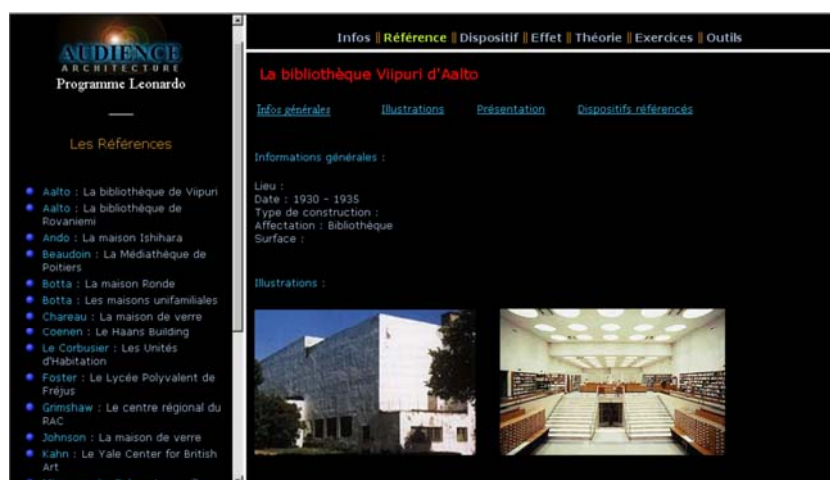 AUDIENCE
ARCHITECTURE
Programme Leonardo
Les Références
Aalto : La bibliothèque de Viipuri
Aalto : La bibliothèque de
Rovaniemi
Ando : La maison Ishihara
Beaudoin : La Médiathèque de
Poitiers
Botta : La maison Ronde
Botta : Les maisons unifamiliales
Chareau : La maison de verre
Coenen : Le Haans Building
Le Corbusier : Les Unités
d'Habitation
Foster : Le Lycée Polyvalent de
Fréjus
Grimshaw : Le centre régional du
RAC
Johnson : La maison de verre
Kahn : Le Yale Center for British
Art
Infos || Référence || Dispositif || Effet || Théorie || Exercices || Outils
La bibliothèque Viipuri d'Aalto
Infos générales Illustrations Présentation Dispositifs référencés
Informations générales :
Lieu :
Date : 1930 - 1935
Type de construction :
Affectation : Bibliothèque
Surface :
Illustrations :